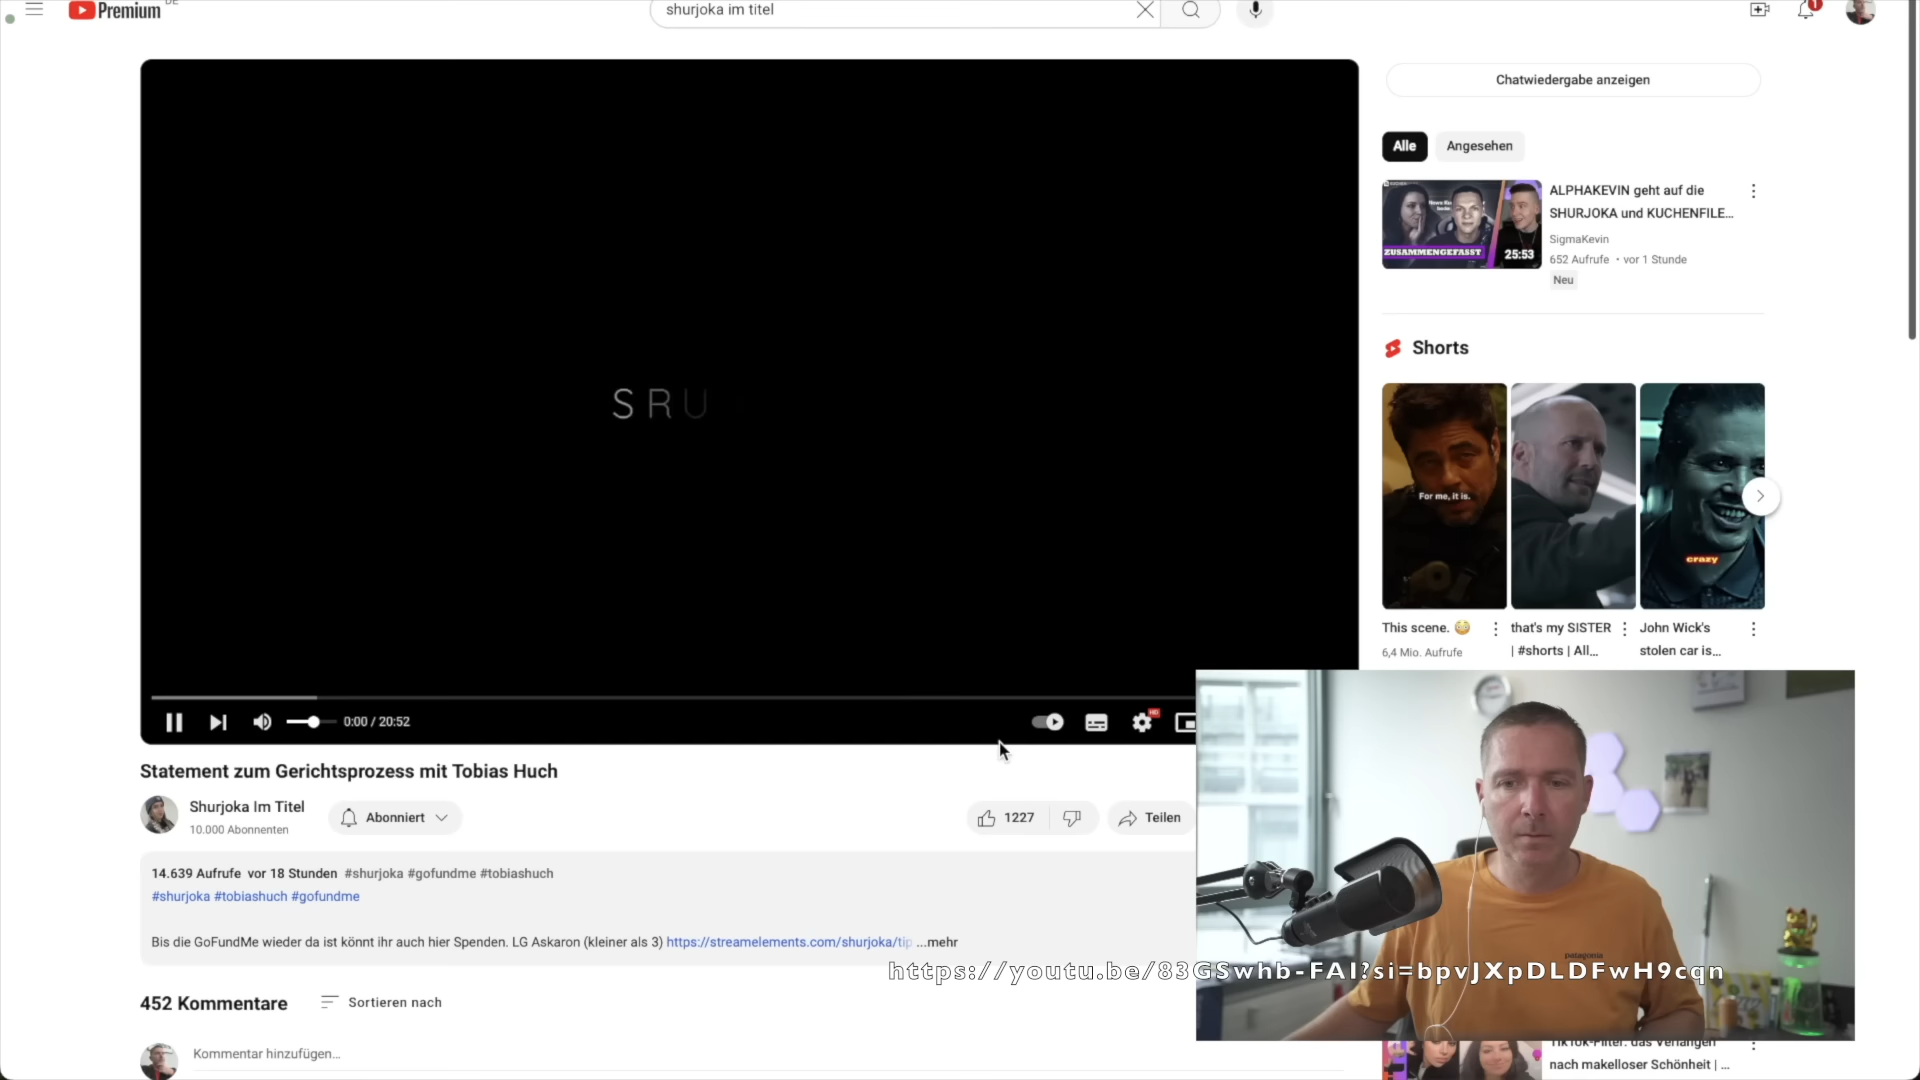 Premium
DE
shurjoka im titel
1
SRU
0:00 / 20:52
HD
Statement zum Gerichtsprozess mit Tobias Huch
Shurjoka Im Titel
10.000 Abonnenten
Abonniert
1227
Teilen
14.639 Aufrufe vor 18 Stunden #shurjoka #gofundme #tobiashuch
#shurjoka #tobiashuch #gofundme
Bis die GoFundMe wieder da ist könnt ihr auch hier Spenden. LG Askaron (kleiner als 3) https://streamelements.com/shurjoka/tip ...mehr
https://youtu.be/83GSwhb-FAI?si=bpvJXpDLDFwH9cqn
452 Kommentare
Sortieren nach
Kommentar hinzufügen...
Chatwiedergabe anzeigen
Alle
Angesehen
ZUSAMMENGEFASST
25:53
ALPHAKEVIN geht auf die
SHURJOKA und KUCHENFILE...
SigmaKevin
652 Aufrufe • vor 1 Stunde
Neu
Shorts
For me, it is.
crazy
This scene. 😳
6,4 Mio. Aufrufe
that's my SISTER
| #shorts | All...
John Wick's
stolen car is...
patagonia
TikTok-Filter: das Verlangen
nach makelloser Schönheit | ...